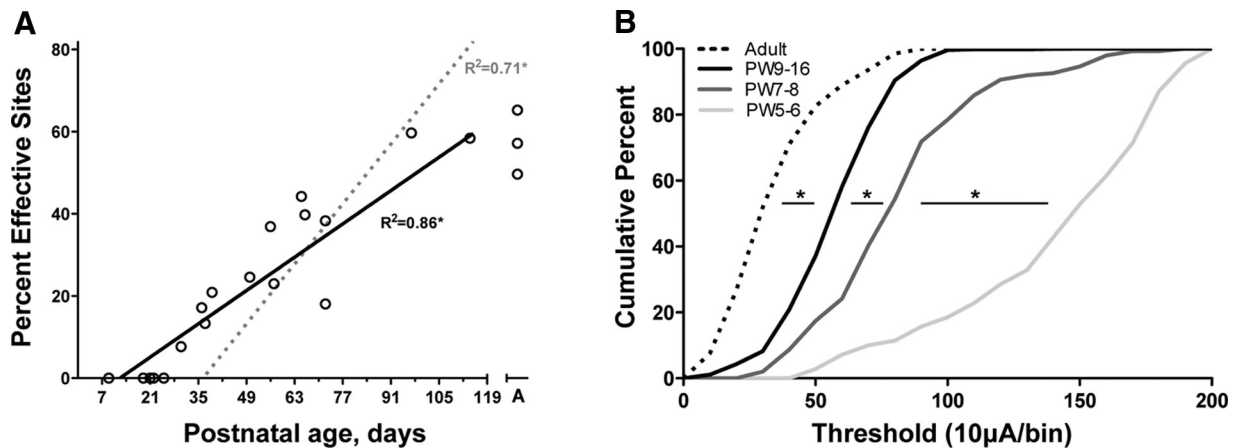 A
80
60
40
20
0
Percent Effective Sites
R²=0.71*
R²=0.86*
7 21 35 49 63 77 91 105 119 A
Postnatal age, days
B
100
80
60
40
20
0
Cumulative Percent
Adult
PW9-16
PW7-8
PW5-6
* * *
0 50 100 150 200
Threshold (10µA/bin)